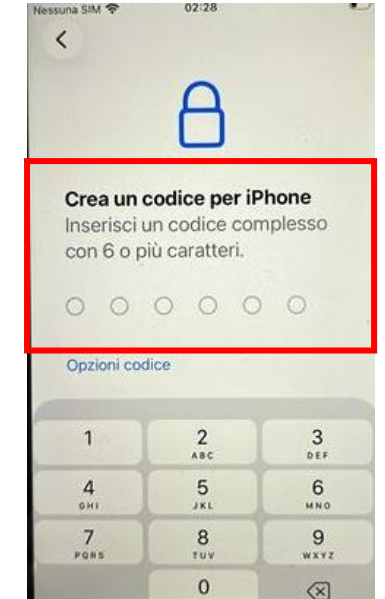 Nessuna SIM 02:28
Crea un codice per iPhone
Inserisci un codice complesso
con 6 o più caratteri.
Opzioni codice
1 2 3
ABC DEF
4 5 6
GHI JKL MNO
7 8 9
PQRS TUV WXYZ
0